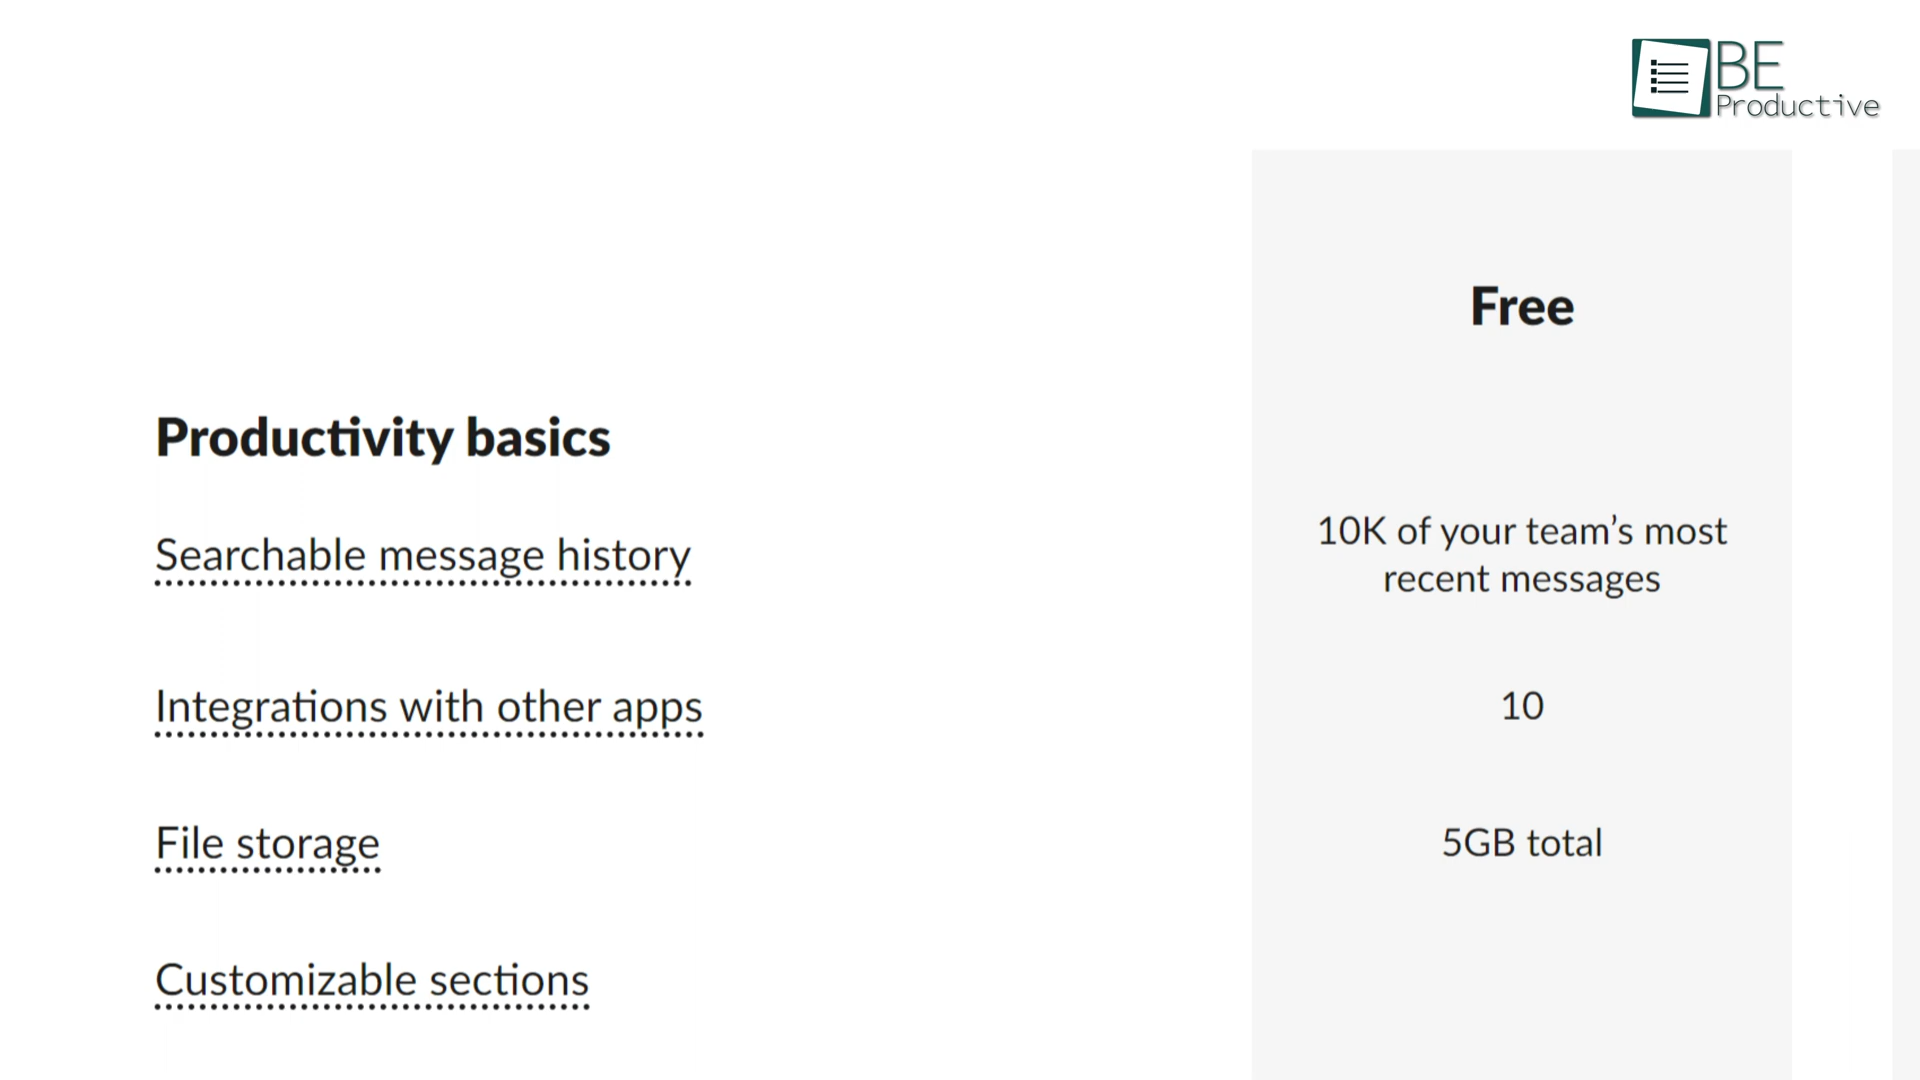 BE
Productive
Free
Productivity basics
Searchable message history
10K of your team’s most
recent messages
Integrations with other apps
10
File storage
5GB total
Customizable sections